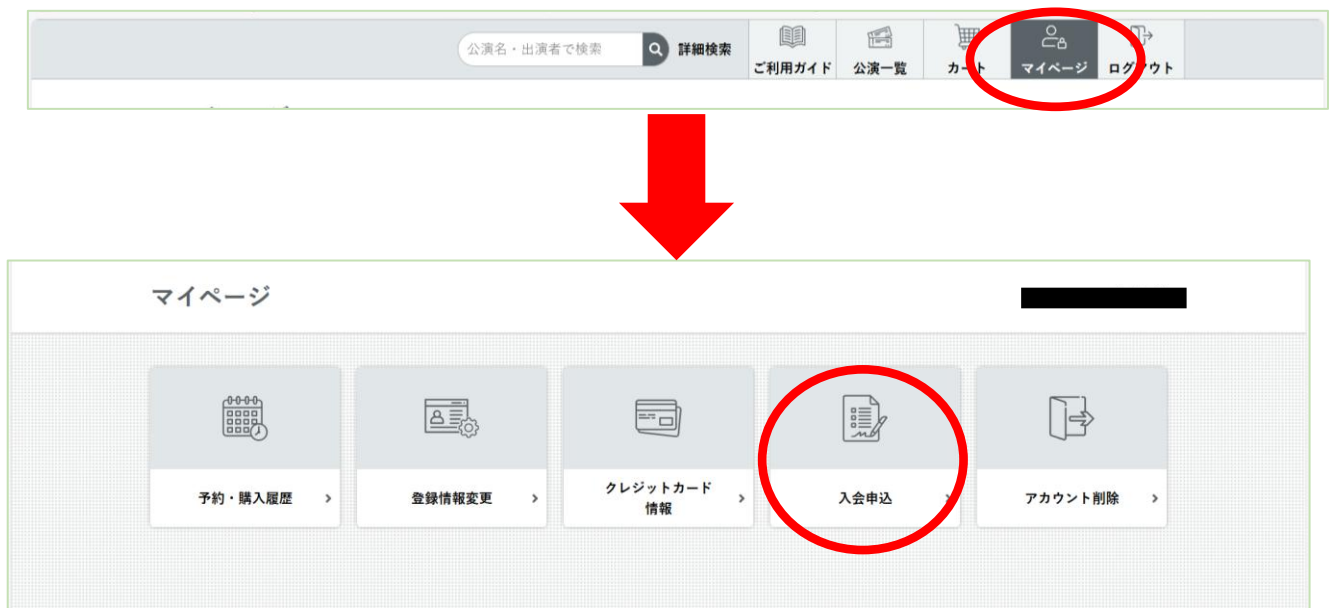 公演名・出演者で検索
詳細検索
ご利用ガイド
公演一覧
カート
マイページ
ログアウト
マイページ
予約・購入履歴
登録情報変更
クレジットカード
情報
入会申込
アカウント削除